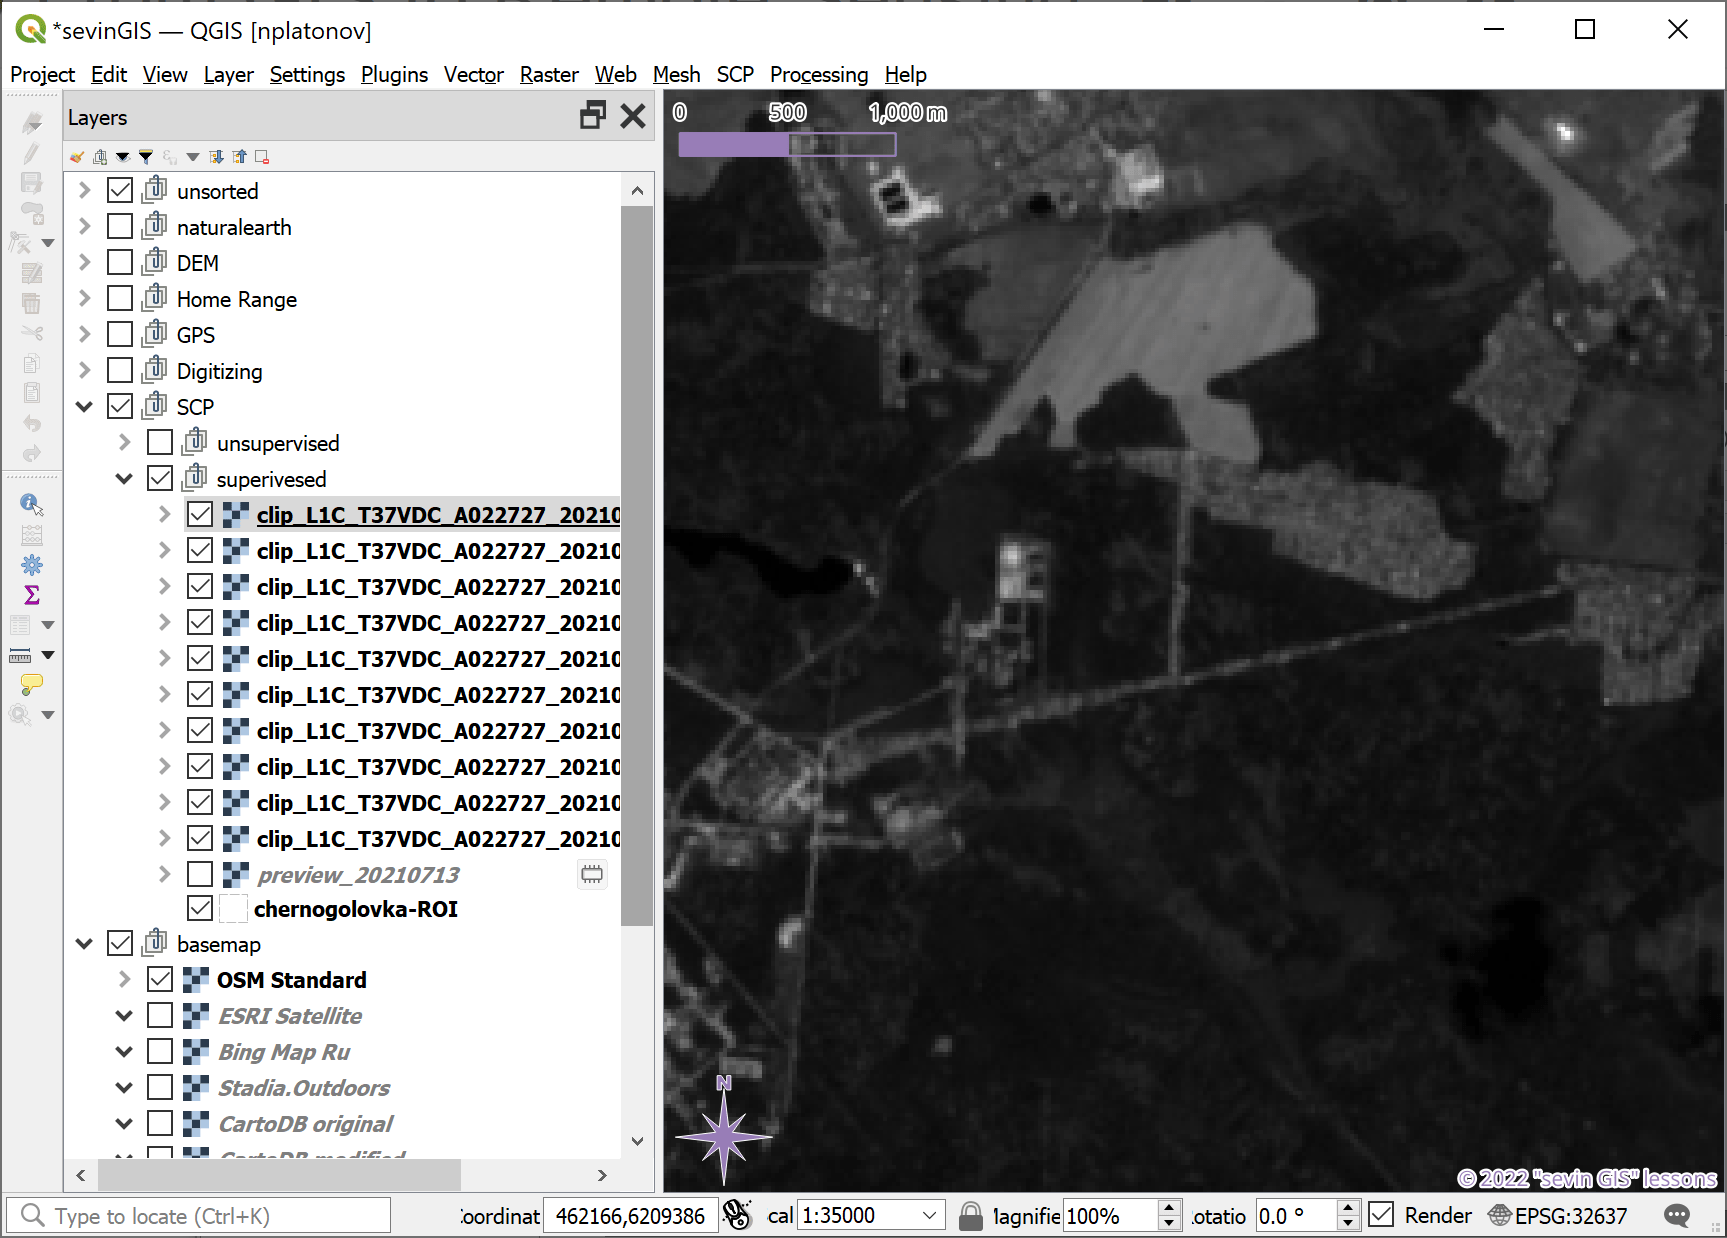 *sevinGIS — QGIS [nplatonov]
Project Edit View Layer Settings Plugins Vector Raster Web Mesh SCP Processing Help
Layers
unsorted
naturalearth
DEM
Home Range
GPS
Digitizing
SCP
unsupervised
superivesed
clip_L1C_T37VDC_A022727_20210
clip_L1C_T37VDC_A022727_20210
clip_L1C_T37VDC_A022727_20210
clip_L1C_T37VDC_A022727_20210
clip_L1C_T37VDC_A022727_20210
clip_L1C_T37VDC_A022727_20210
clip_L1C_T37VDC_A022727_20210
clip_L1C_T37VDC_A022727_20210
clip_L1C_T37VDC_A022727_20210
clip_L1C_T37VDC_A022727_20210
preview_20210713
chernogolovka-ROI
basemap
OSM Standard
ESRI Satellite
Bing Map Ru
Stadia.Outdoors
CartoDB original
CartoDB modified
0 500 1,000 m
N
© 2022 "sevin GIS" lessons
Type to locate (Ctrl+K) oordinat 462166,6209386 cal 1:35000 Magnifie 100% otatio 0.0 ° Render EPSG:32637